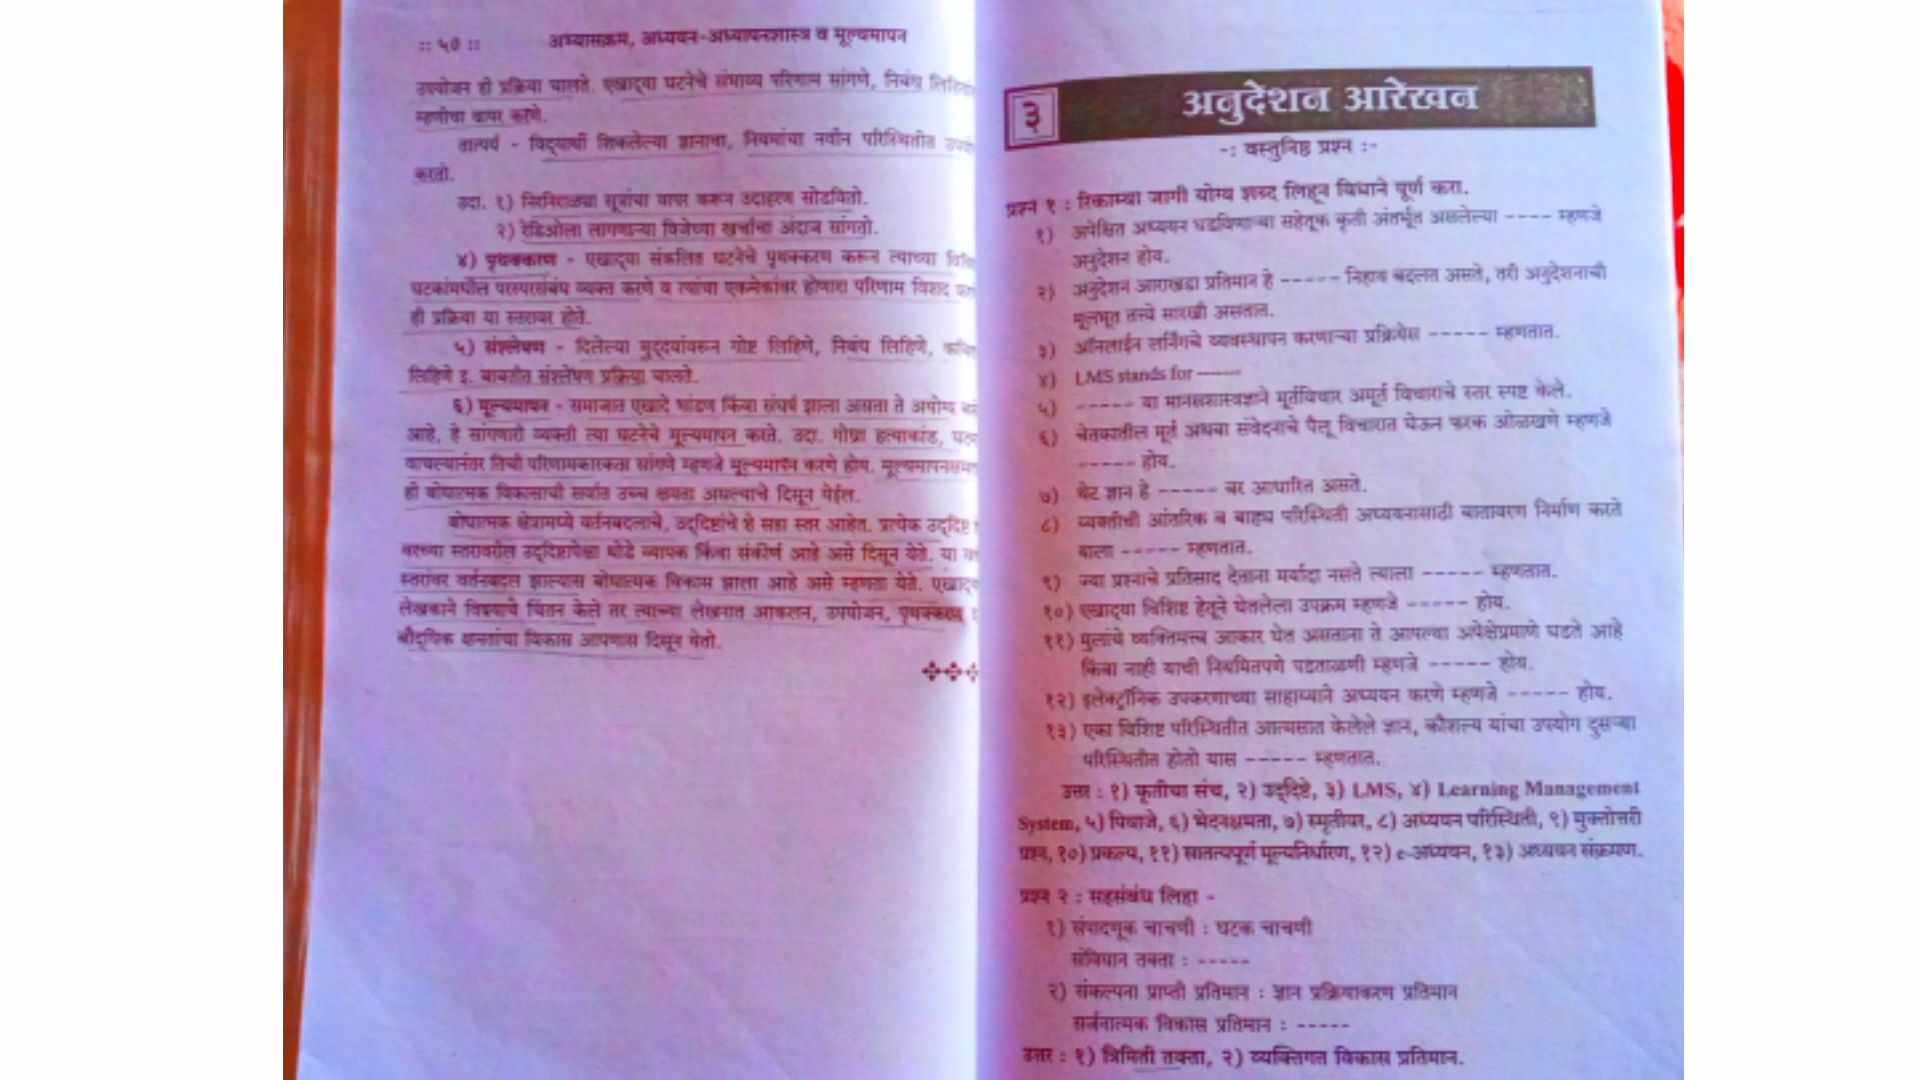 :: ५७ ::
अभ्यासक्रम, अध्ययन-अध्यापनशास्त्र व मूल्यमापन
उपयोजन ही प्रक्रिया चालते. एखाद्या घटनेचे संभाव्य परिणाम सांगणे, निबंध
म्हणींचा वापर करणे.
तात्पर्य - विद्यार्थी शिकलेल्या ज्ञानाचा, नियमांचा नवीन परिस्थितीत
करतो.
उदा. १) निरनिराळ्या सूत्रांचा वापर करून उदाहरण सोडवितो.
२) रेडिओला लागणाऱ्या विजेच्या खर्चाचा अंदाज सांगतो.
४) पृथक्करण - एखाद्या संकलित घटनेचे पृथक्करण करून त्याच्या
घटकांमधील परस्परसंबंध व्यक्त करणे व त्यांचा एकमेकांवर होणारा परिणाम विशद
ही प्रक्रिया या स्तरावर होते.
५) संश्लेषण - दिलेल्या मुद्द्यांवरून गोष्ट लिहिणे, निबंध लिहिणे,
लिहिणे इ. बाबतीत संश्लेषण प्रक्रिया चालते.
६) मूल्यमापन - समाजात एखादे भांडण किंवा संघर्ष झाला असता ते अयोग्य
आहे, हे सांगणारी व्यक्ती त्या घटनेचे मूल्यमापन करते. उदा. गोध्रा हत्याकांड,
वाचल्यानंतर तिची परिणामकारकता सांगणे म्हणजे मूल्यमापन करणे होय.
ही बोधात्मक विकासाची सर्वात उच्च क्षमता असल्याचे दिसून येईल.
बोधात्मक क्षेत्रामध्ये वर्तनबदलाचे, उद्दिष्टांचे हे सहा स्तर आहेत. प्रत्येक उद्दिष्ट
वरच्या स्तरावरील उद्दिष्टापेक्षा थोडे व्यापक किंवा संकीर्ण आहे असे दिसून येते. या
स्तरांवर वर्तनबदल झाल्यास बोधात्मक विकास झाला आहे असे म्हणता येते.
लेखकाने विषयाचे चिंतन केले तर त्याच्या लेखनात आकलन, उपयोजन, पृथक्करण
बौद्धिक क्षमतांचा विकास आपणास दिसून येतो.
३
अनुदेशन आरेखन
-: वस्तुनिष्ठ प्रश्न :-
प्रश्न १ : रिकाम्या जागी योग्य शब्द लिहून विधाने पूर्ण करा.
१) अपेक्षित अध्ययन घडविणाऱ्या सहेतूक कृती अंतर्भूत असलेल्या ---- म्हणजे
अनुदेशन होय.
२) अनुदेशन आराखडा प्रतिमान हे ----- निहाय बदलत असते, तरी अनुदेशनाची
मूलभूत तत्त्वे सारखी असतात.
३) ऑनलाईन लर्निंगचे व्यवस्थापन करणाऱ्या प्रक्रियेस ----- म्हणतात.
४) LMS stands for -----
५) ----- या मानसशास्त्रज्ञाने मूर्तविचार अमूर्त विचाराचे स्तर स्पष्ट केले.
६) चेतकातील मूर्त अथवा संवेदनाचे पैलू विचारात घेऊन फरक ओळखणे म्हणजे
----- होय.
७) थेट ज्ञान हे ----- वर आधारित असते.
८) व्यक्तीची आंतरिक व बाह्य परिस्थिती अध्ययनासाठी वातावरण निर्माण करते
याला ----- म्हणतात.
९) ज्या प्रश्नाचे प्रतिसाद देताना मर्यादा नसते त्याला ----- म्हणतात.
१०) एखाद्या विशिष्ट हेतूने घेतलेला उपक्रम म्हणजे ----- होय.
११) मुलांचे व्यक्तिमत्त्व आकार घेत असताना ते आपल्या अपेक्षेप्रमाणे घडते आहे
किंवा नाही याची नियमितपणे पडताळणी म्हणजे ----- होय.
१२) इलेक्ट्रॉनिक उपकरणाच्या साहाय्याने अध्ययन करणे म्हणजे ----- होय.
१३) एका विशिष्ट परिस्थितीत आत्मसात केलेले ज्ञान, कौशल्य यांचा उपयोग दुसऱ्या
परिस्थितीत होतो यास ----- म्हणतात.
उत्तर : १) कृतींचा संच, २) उद्दिष्टे, ३) LMS, ४) Learning Management
System, ५) पियाजे, ६) भेदनक्षमता, ७) स्मृतीवर, ८) अध्ययन परिस्थिती, ९) मुक्तोत्तरी
प्रश्न, १०) प्रकल्प, ११) सातत्यपूर्ण मूल्यनिर्धारण, १२) e-अध्ययन, १३) अध्ययन संक्रमण.
प्रश्न २ : सहसंबंध लिहा -
१) संपादणूक चाचणी : घटक चाचणी
संविधान तक्ता : -----
२) संकल्पना प्राप्ती प्रतिमान : ज्ञान प्रक्रियाकरण प्रतिमान
सर्जनात्मक विकास प्रतिमान : -----
उत्तर : १) त्रिमिती तक्ता, २) व्यक्तिगत विकास प्रतिमान.